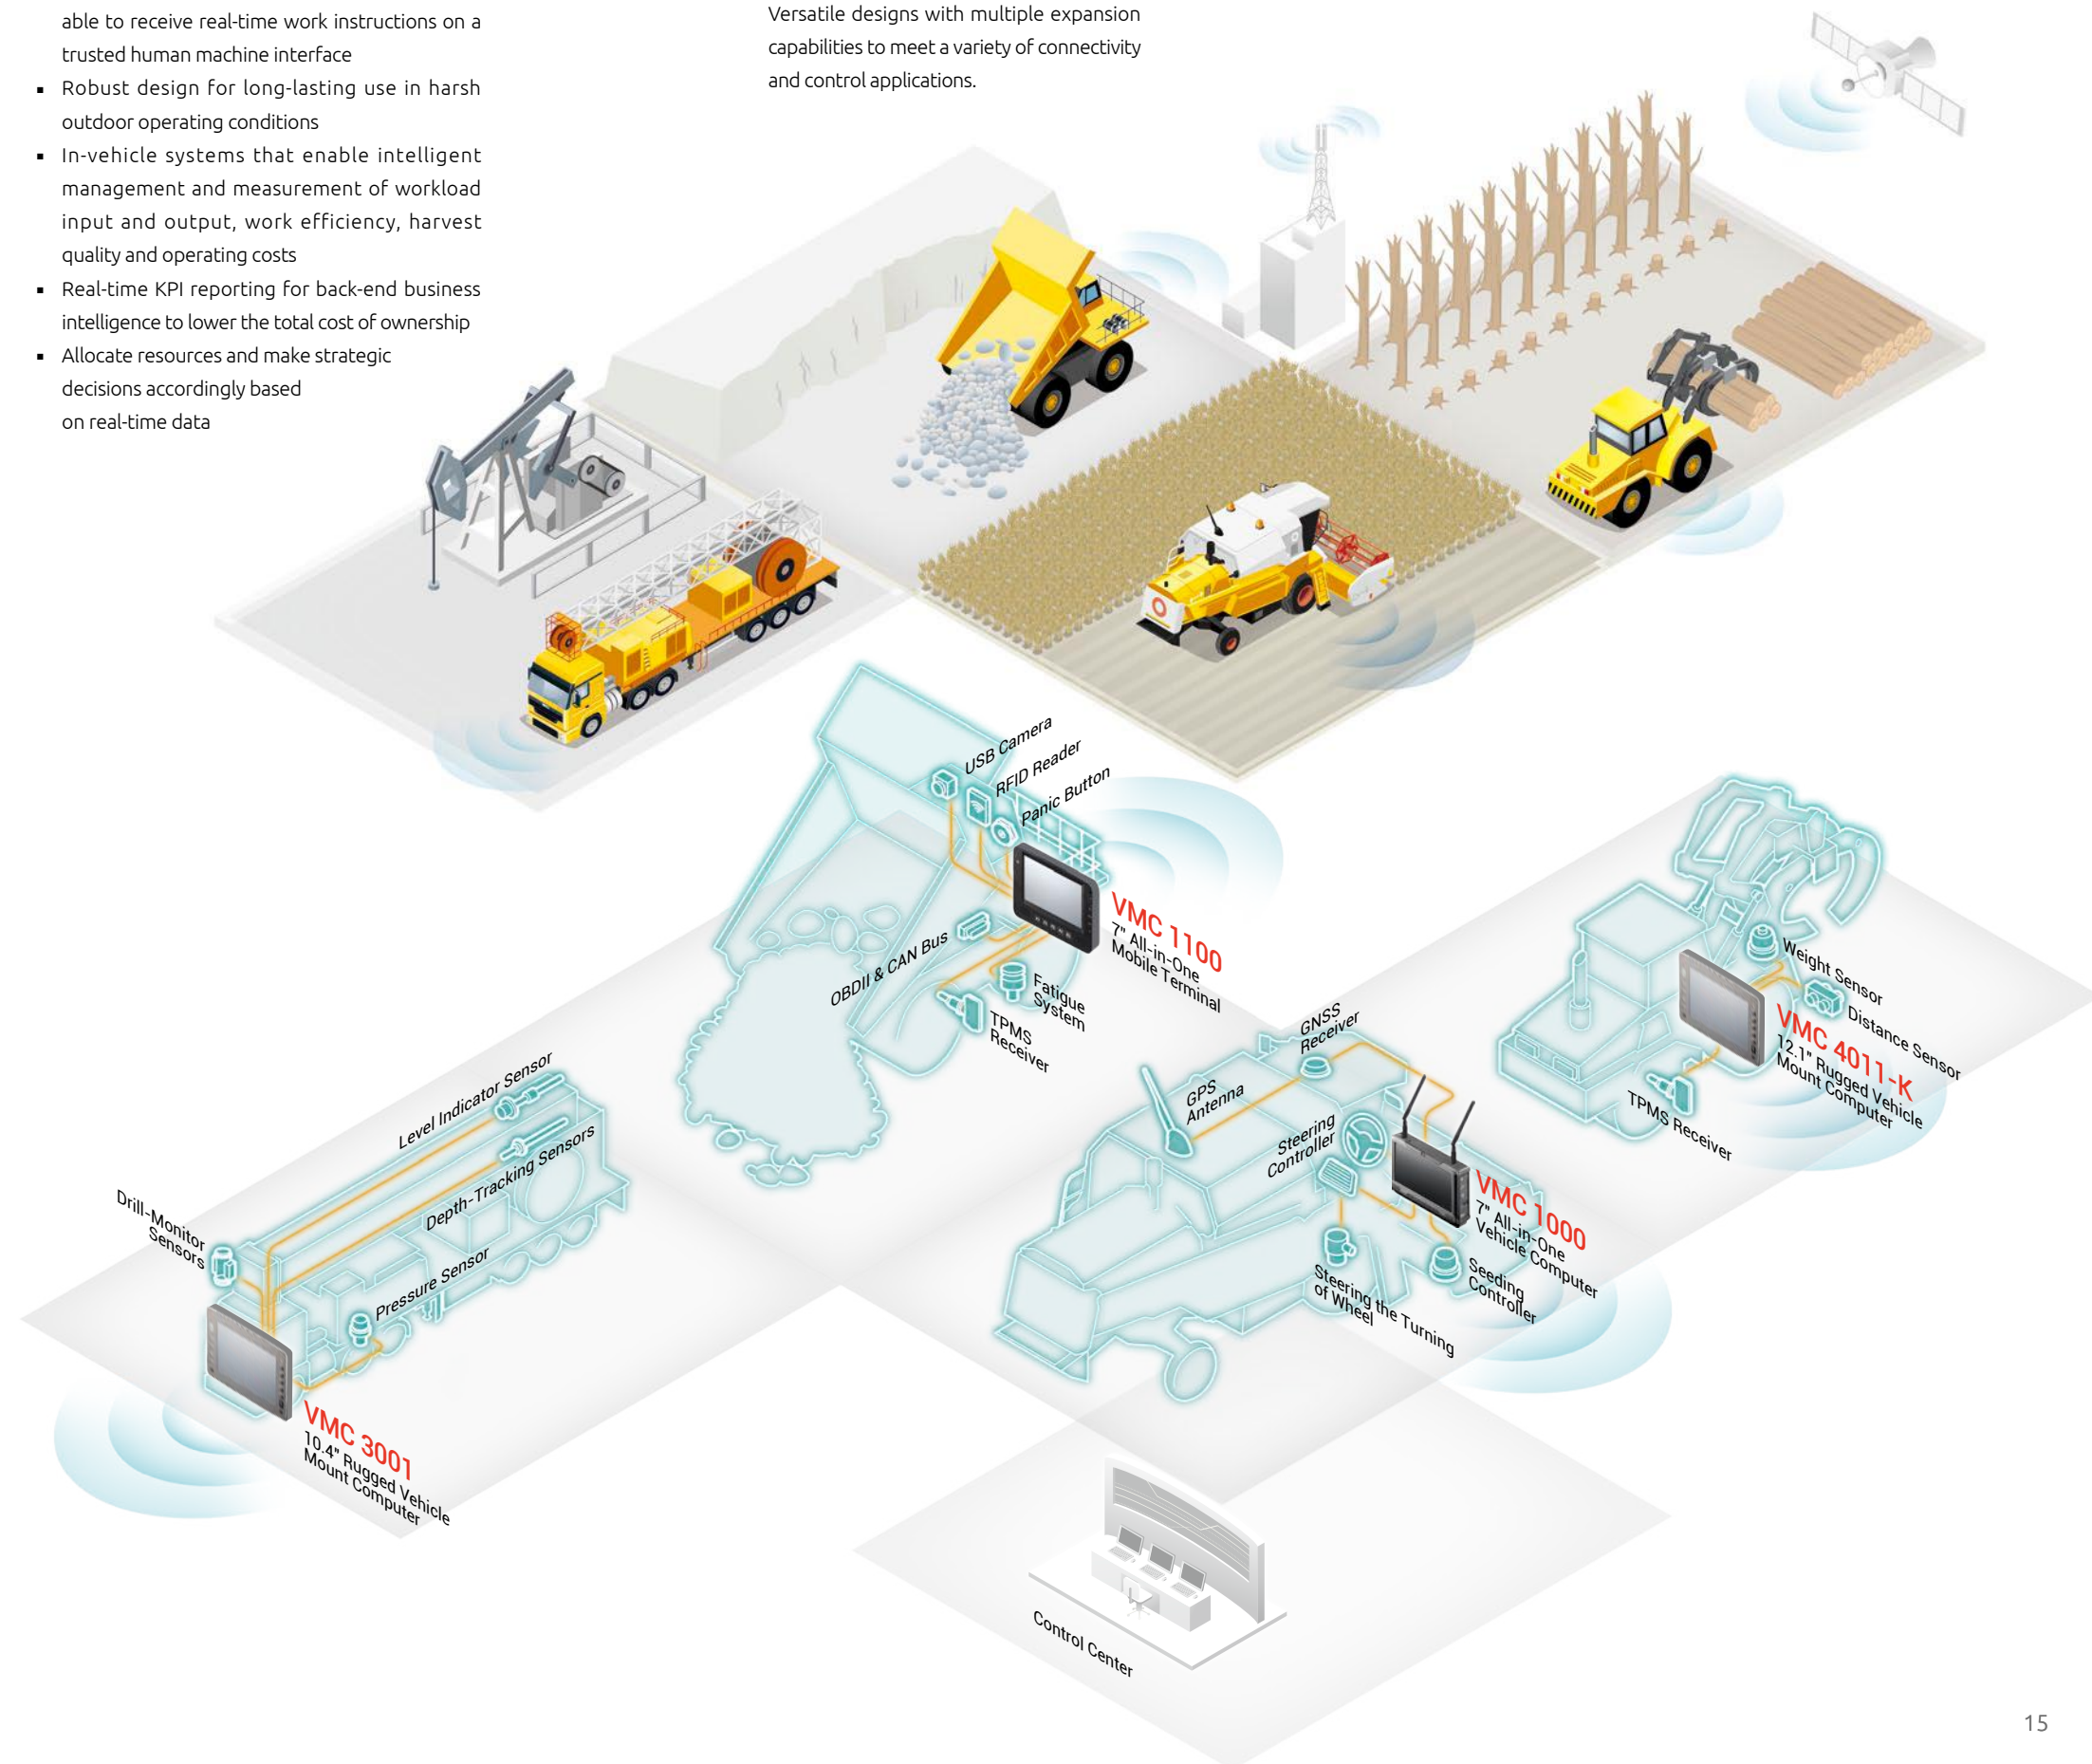 able to receive real-time work instructions on a
trusted human machine interface
▪ Robust design for long-lasting use in harsh
outdoor operating conditions
▪ In-vehicle systems that enable intelligent
management and measurement of workload
input and output, work efficiency, harvest
quality and operating costs
▪ Real-time KPI reporting for back-end business
intelligence to lower the total cost of ownership
▪ Allocate resources and make strategic
decisions accordingly based
on real-time data
Versatile designs with multiple expansion
capabilities to meet a variety of connectivity
and control applications.
USB Camera
RFID Reader
Panic Button
VMC 1100
7" All-in-One
Mobile Terminal
OBDII & CAN Bus
Fatigue
System
TPMS
Receiver
Weight Sensor
Distance Sensor
VMC 4011-K
12.1" Rugged Vehicle
Mount Computer
TPMS Receiver
GNSS
Receiver
GPS
Antenna
Steering
Controller
VMC 1000
7" All-in-One
Vehicle Computer
Seeding
Controller
Steering the Turning
of Wheel
Level Indicator Sensor
Depth-Tracking Sensors
Drill-Monitor
Sensors
Pressure Sensor
VMC 3001
10.4" Rugged Vehicle
Mount Computer
Control Center
15